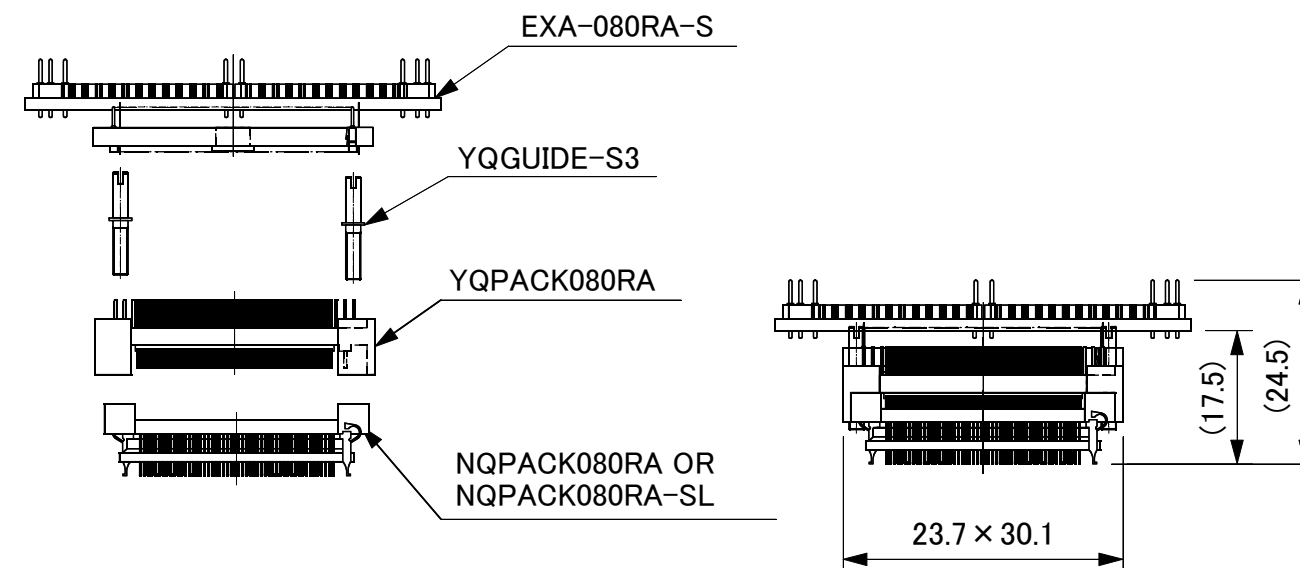 EXA-080RA-S
YQGUIDE-S3
YQPACK080RA
NQPACK080RA OR
NQPACK080RA-SL
(17.5)
(24.5)
23.7×30.1